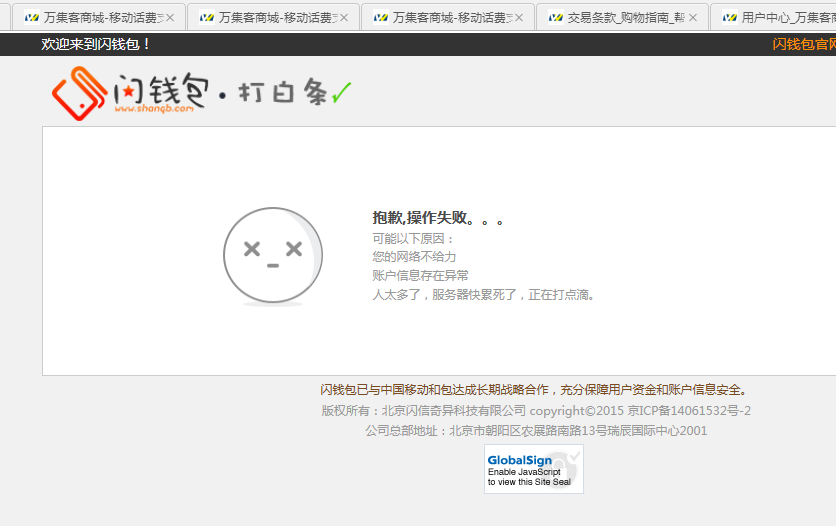 万集客商城-移动话费支
万集客商城-移动话费支
万集客商城-移动话费支
交易条款_购物指南_帮
用户中心_万集客商
欢迎来到闪钱包！
闪钱包官网
闪钱包·打白条
www.shanqb.com
抱歉,操作失败。。。
可能以下原因：
您的网络不给力
账户信息存在异常
人太多了，服务器快累死了，正在打点滴。
闪钱包已与中国移动和包达成长期战略合作，充分保障用户资金和账户信息安全。
版权所有：北京闪信奇异科技有限公司 copyright©2015 京ICP备14061532号-2
公司总部地址：北京市朝阳区农展路南路13号瑞辰国际中心2001
GlobalSign
Enable JavaScript
to view this Site Seal